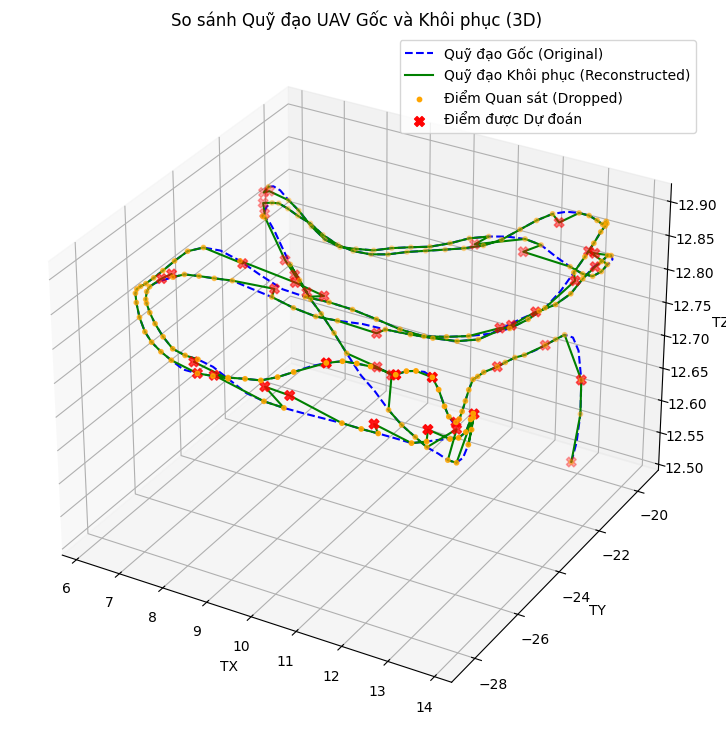 So sánh Quỹ đạo UAV Gốc và Khôi phục (3D)
Quỹ đạo Gốc (Original)
Quỹ đạo Khôi phục (Reconstructed)
Điểm Quan sát (Dropped)
Điểm được Dự đoán
12.90
12.85
12.80
12.75
12.70
12.65
12.60
12.55
12.50
TZ
−20
−22
−24
−26
−28
TY
6
7
8
9
10
11
12
13
14
TX